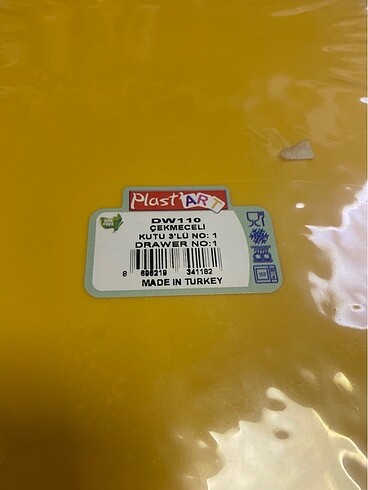 Plast ART
DW110
ÇEKMECELİ
KUTU 3'LÜ NO: 1
DRAWER NO:1
8 698219 341182
MADE IN TURKEY